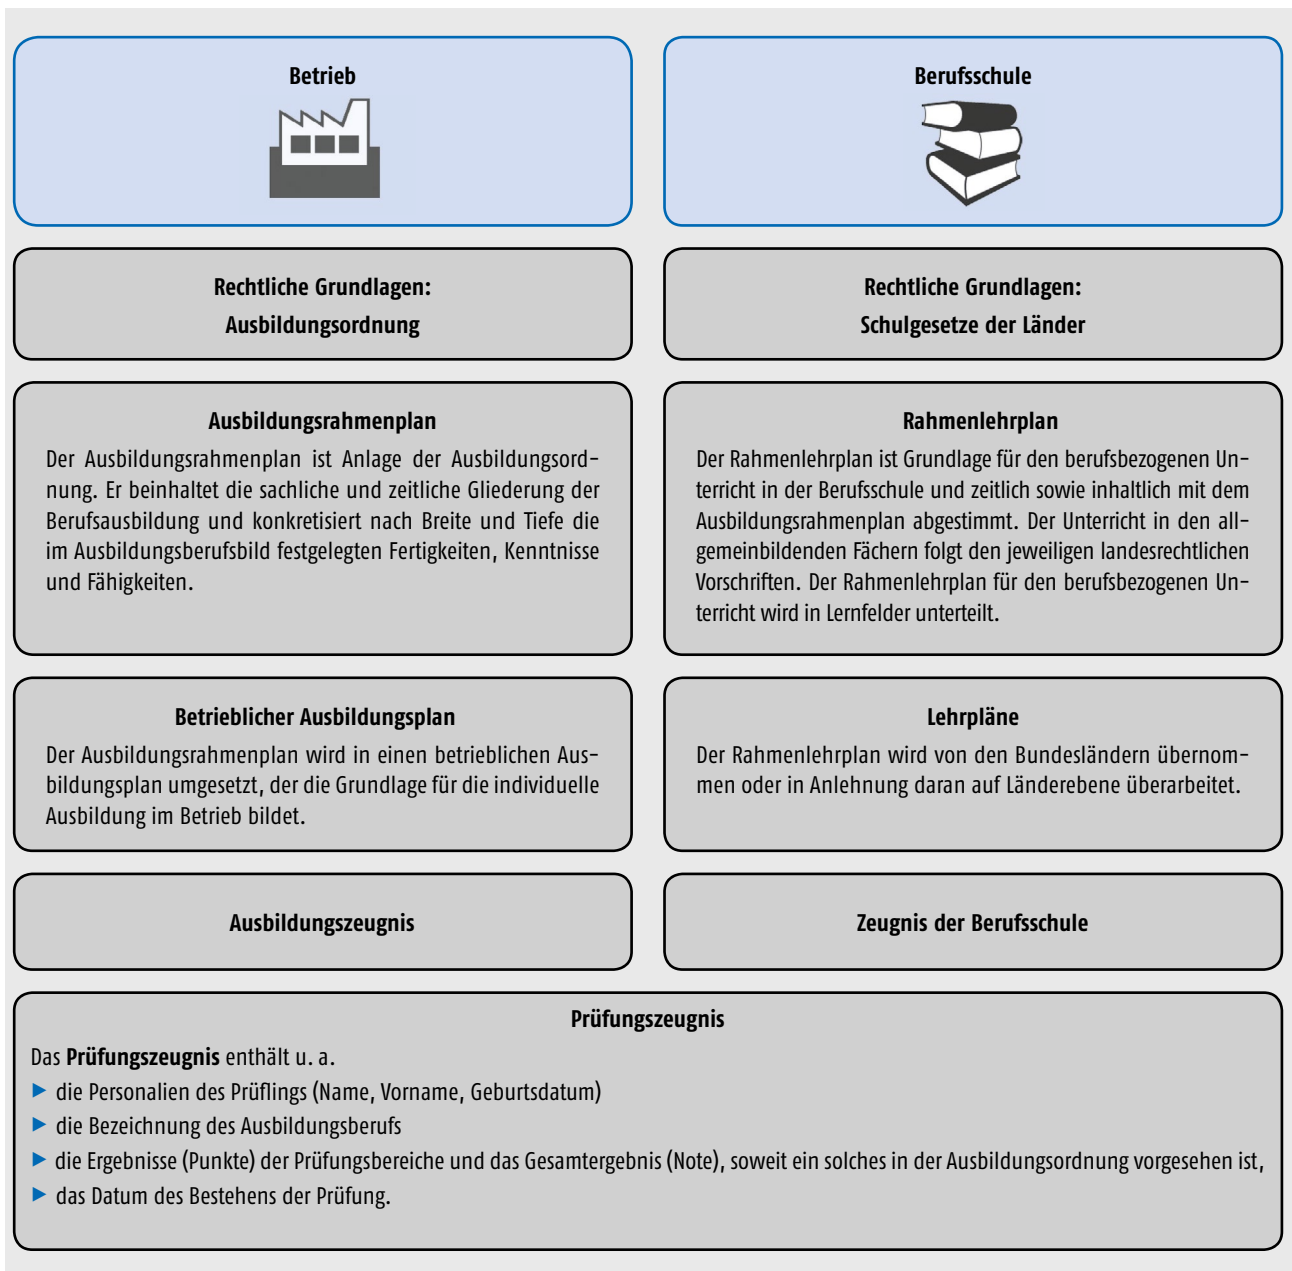 Betrieb
Rechtliche Grundlagen:
Ausbildungsordnung
Ausbildungsrahmenplan
Der Ausbildungsrahmenplan ist Anlage der Ausbildungsord-
nung. Er beinhaltet die sachliche und zeitliche Gliederung der
Berufsausbildung und konkretisiert nach Breite und Tiefe die
im Ausbildungsberufsbild festgelegten Fertigkeiten, Kenntnisse
und Fähigkeiten.
Betrieblicher Ausbildungsplan
Der Ausbildungsrahmenplan wird in einen betrieblichen Aus-
bildungsplan umgesetzt, der die Grundlage für die individuelle
Ausbildung im Betrieb bildet.
Ausbildungszeugnis
Berufsschule
Rechtliche Grundlagen:
Schulgesetze der Länder
Rahmenlehrplan
Der Rahmenlehrplan ist Grundlage für den berufsbezogenen Un-
terricht in der Berufsschule und zeitlich sowie inhaltlich mit dem
Ausbildungsrahmenplan abgestimmt. Der Unterricht in den all-
gemeinbildenden Fächern folgt den jeweiligen landesrechtlichen
Vorschriften. Der Rahmenlehrplan für den berufsbezogenen Un-
terricht wird in Lernfelder unterteilt.
Lehrpläne
Der Rahmenlehrplan wird von den Bundesländern übernom-
men oder in Anlehnung daran auf Länderebene überarbeitet.
Zeugnis der Berufsschule
Prüfungszeugnis
Das Prüfungszeugnis enthält u. a.
▶ die Personalien des Prüflings (Name, Vorname, Geburtsdatum)
▶ die Bezeichnung des Ausbildungsberufs
▶ die Ergebnisse (Punkte) der Prüfungsbereiche und das Gesamtergebnis (Note), soweit ein solches in der Ausbildungsordnung vorgesehen ist,
▶ das Datum des Bestehens der Prüfung.